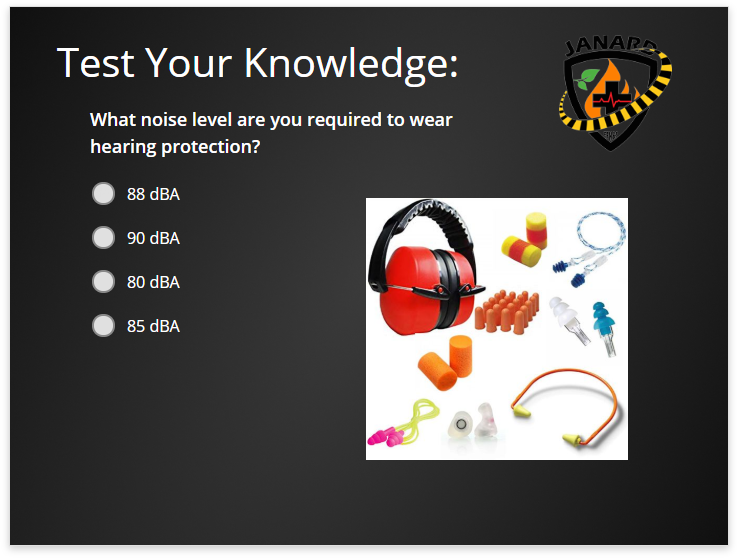 JANARD
Test Your Knowledge:
What noise level are you required to wear
hearing protection?
88 dBA
90 dBA
80 dBA
85 dBA